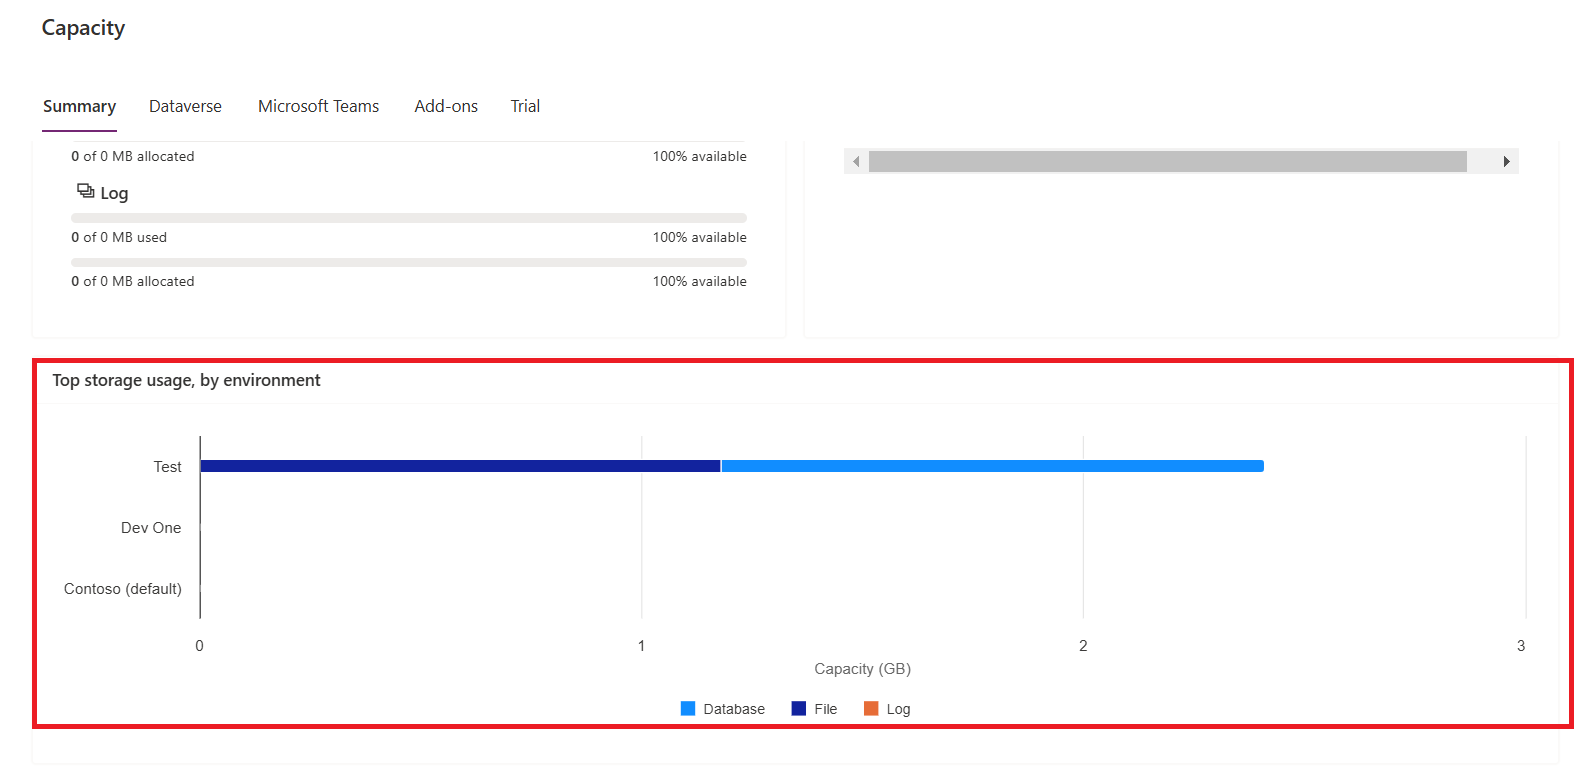 Capacity
Summary Dataverse Microsoft Teams Add-ons Trial
0 of 0 MB allocated 100% available
Log
0 of 0 MB used 100% available
0 of 0 MB allocated 100% available
Top storage usage, by environment
Test
Dev One
Contoso (default)
0 1 2 3
Capacity (GB)
Database File Log